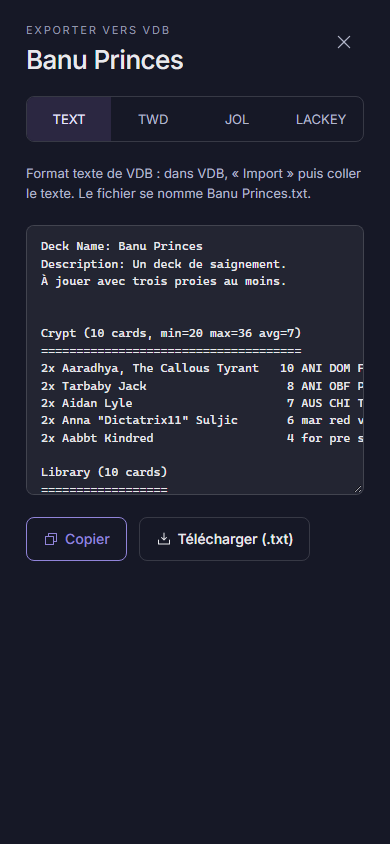 EXPORTER VERS VDB
Banu Princes
TEXT TWD JOL LACKEY
Format texte de VDB : dans VDB, « Import » puis coller
le texte. Le fichier se nomme Banu Princes.txt.
Deck Name: Banu Princes
Description: Un deck de saignement.
À jouer avec trois proies au moins.
Crypt (10 cards, min=20 max=36 avg=7)
=====================================
2x Aaradhya, The Callous Tyrant   10 ANI DOM
2x Tarbaby Jack                    8 ANI OBF
2x Aidan Lyle                      7 AUS CHI
2x Anna "Dictatrix11" Suljic       6 mar red
2x Aabbt Kindred                   4 for pre
Library (10 cards)
==================
Copier Télécharger (.txt)